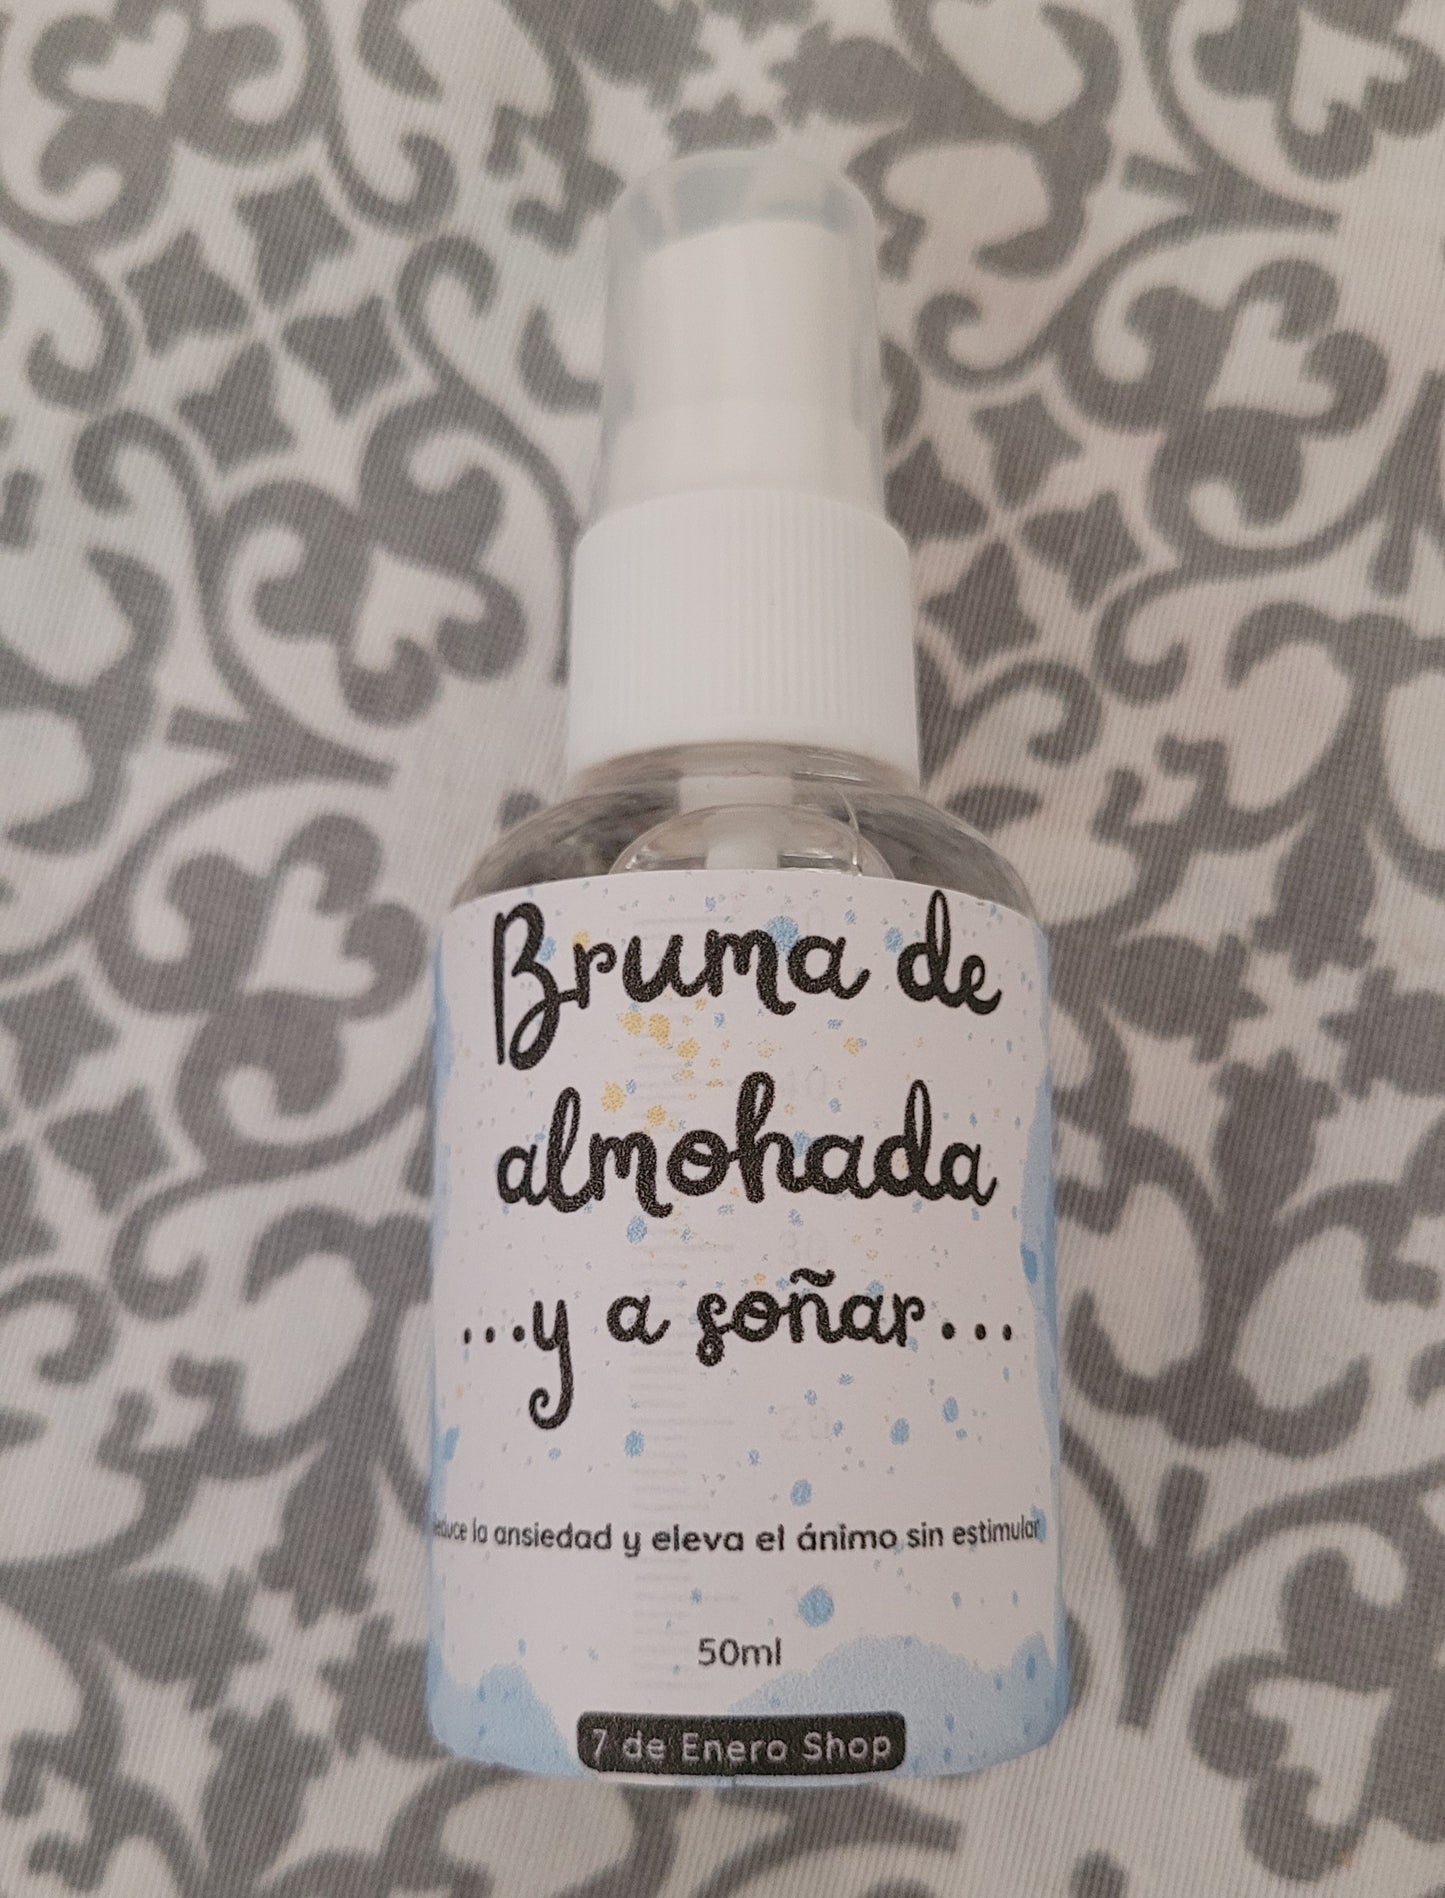 Bruma de
almohada
...y a soñar...
la ansiedad y eleva el ánimo sin estimular
50ml
7 de Enero Shop